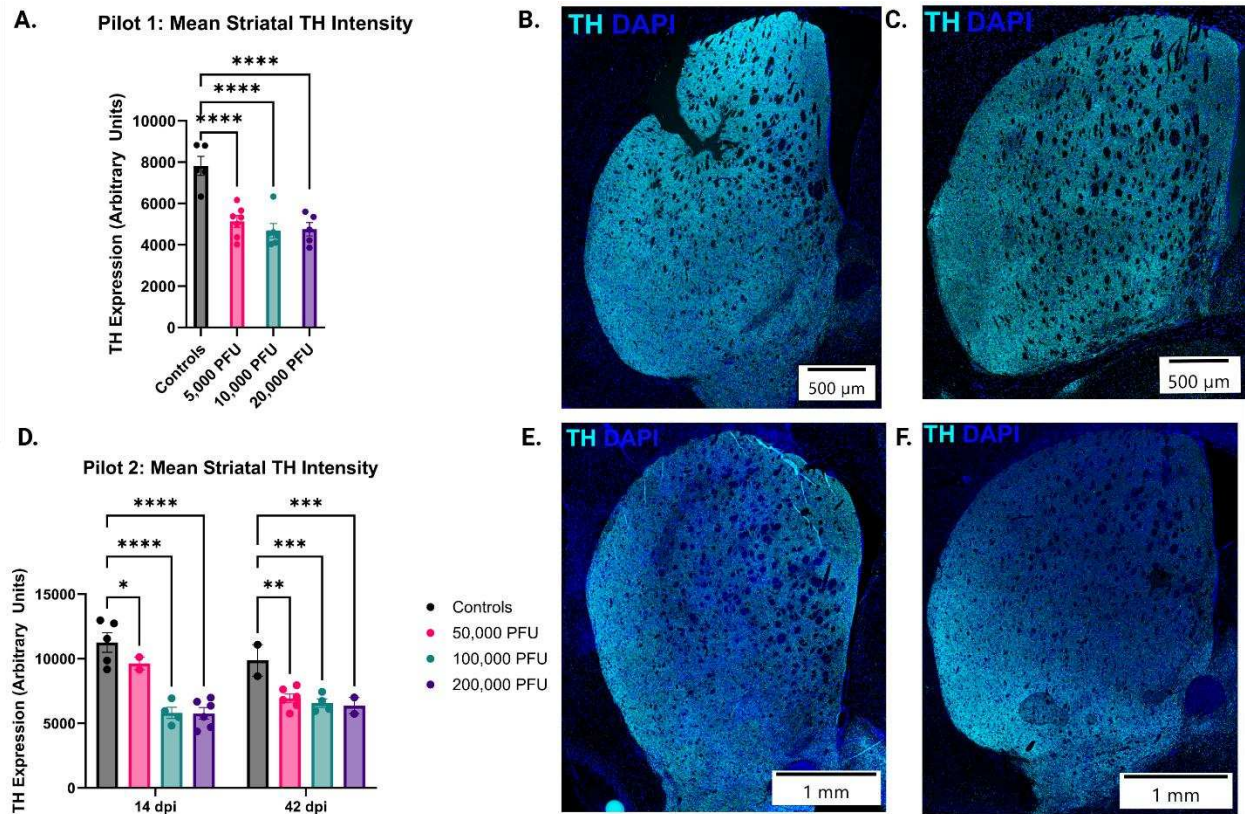 A.
Pilot 1: Mean Striatal TH Intensity
****
****
****
TH Expression (Arbitrary Units)
10000
8000
6000
4000
2000
0
Controls
5,000 PFU
10,000 PFU
20,000 PFU
B.
TH DAPI
500 µm
C.
TH DAPI
500 µm
D.
Pilot 2: Mean Striatal TH Intensity
****
***
****
***
*
**
TH Expression (Arbitrary Units)
15000
10000
5000
0
14 dpi
42 dpi
Controls
50,000 PFU
100,000 PFU
200,000 PFU
E.
TH DAPI
1 mm
F.
TH DAPI
1 mm